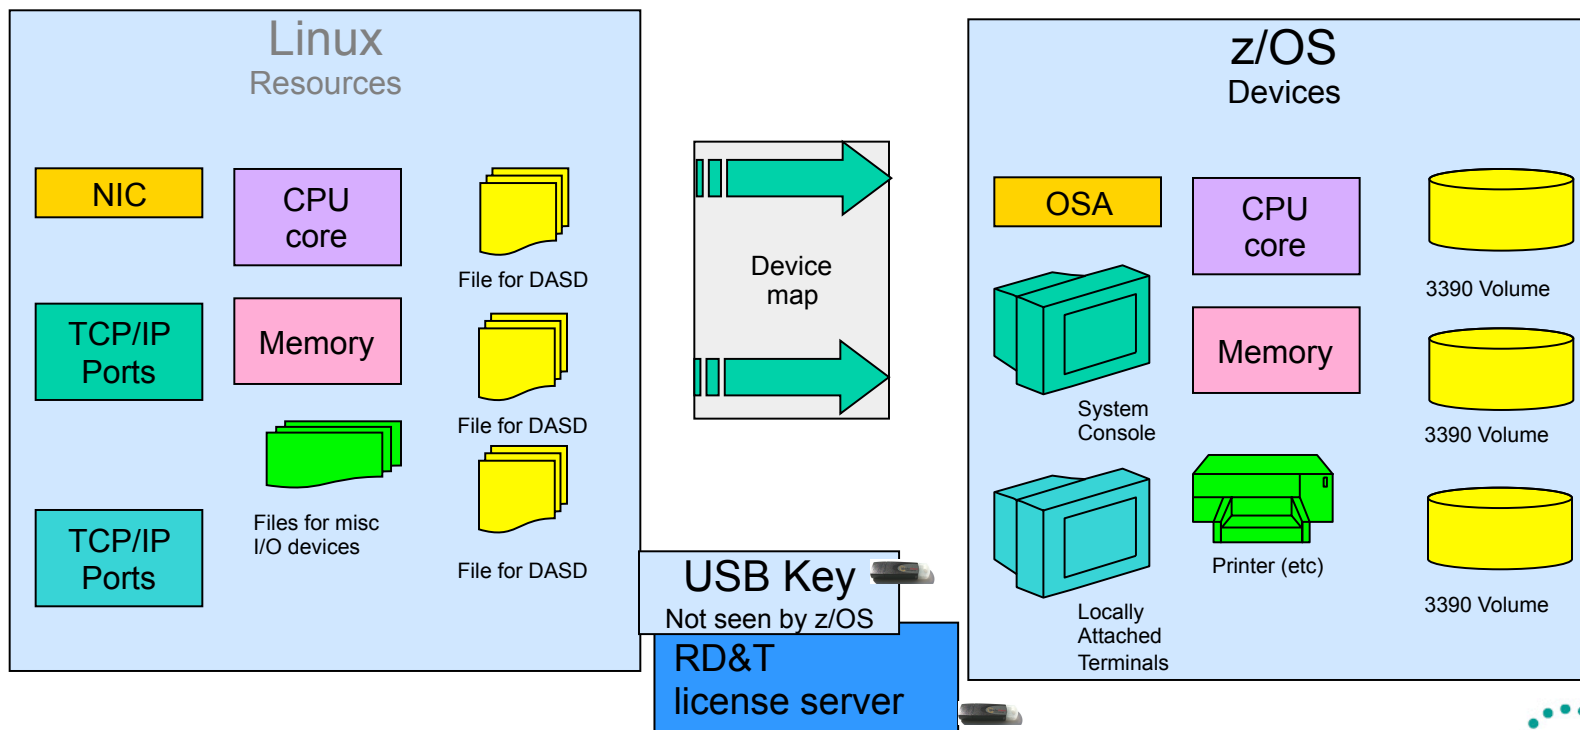 Linux
Resources
NIC
CPU
core
File for DASD
TCP/IP
Ports
Memory
File for DASD
Files for misc
I/O devices
TCP/IP
Ports
File for DASD
Device
map
USB Key
Not seen by z/OS
RD&T
license server
z/OS
Devices
OSA
CPU
core
3390 Volume
System
Console
Memory
3390 Volume
Locally
Attached
Terminals
Printer (etc)
3390 Volume